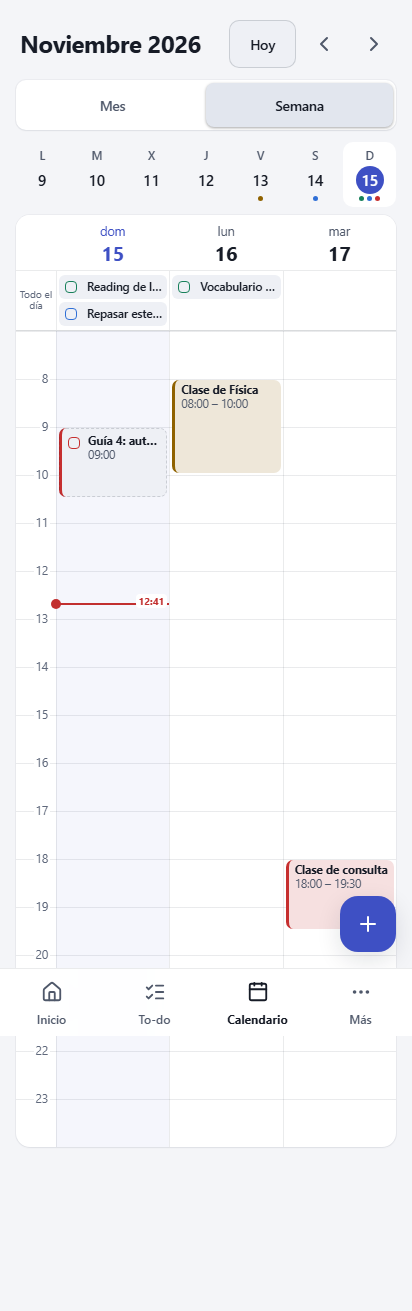 Noviembre 2026
Hoy
Mes
Semana
L M X J V S D
9 10 11 12 13 14 15
dom lun mar
15 16 17
Todo el día
Reading de l...
Vocabulario ...
Repasar este...
8
Clase de Física
08:00 – 10:00
9
Guía 4: aut...
09:00
10
11
12
12:41
13
14
15
16
17
18
Clase de consulta
18:00 – 19:30
19
20
Inicio
To-do
Calendario
Más
22
23